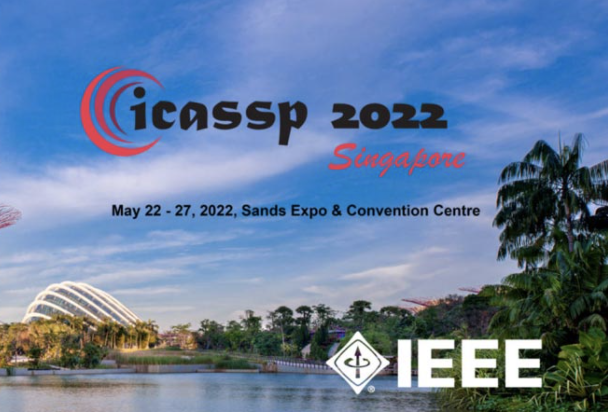 icassp 2022
Singapore
May 22 - 27, 2022, Sands Expo & Convention Centre
IEEE